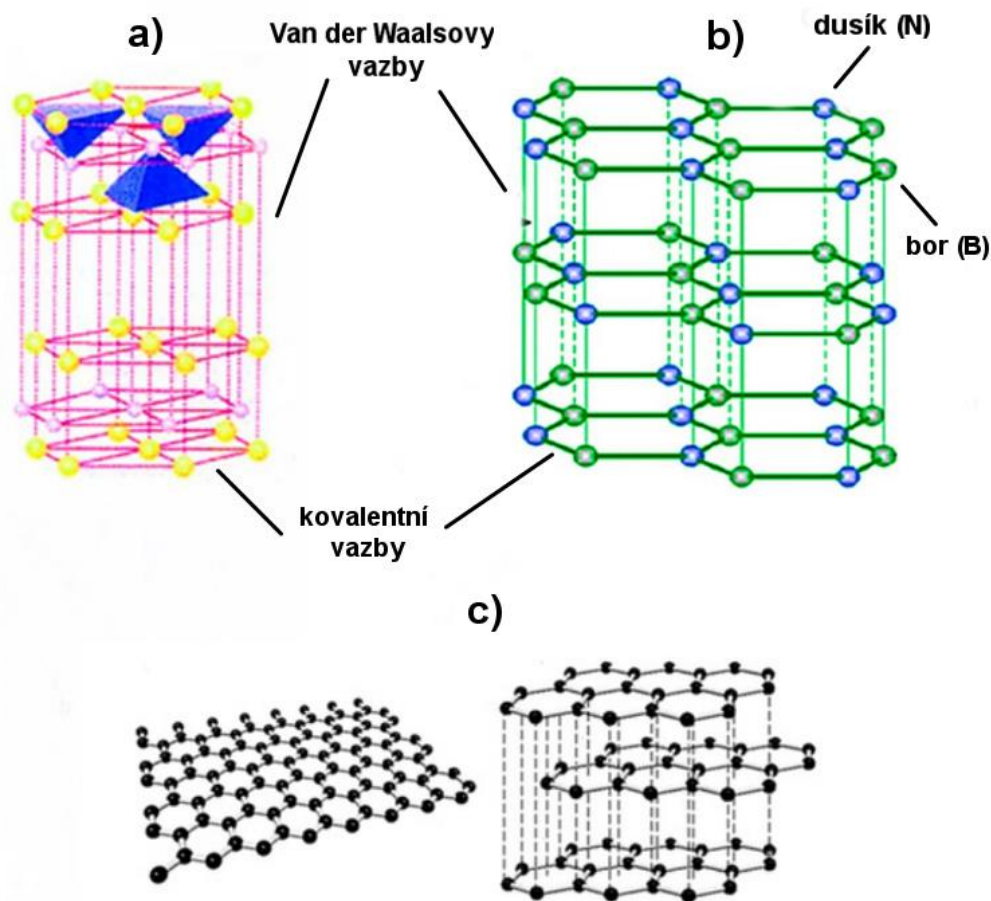 a)
Van der Waalsovy
vazby
b)
dusík (N)
bor (B)
kovalentní
vazby
c)